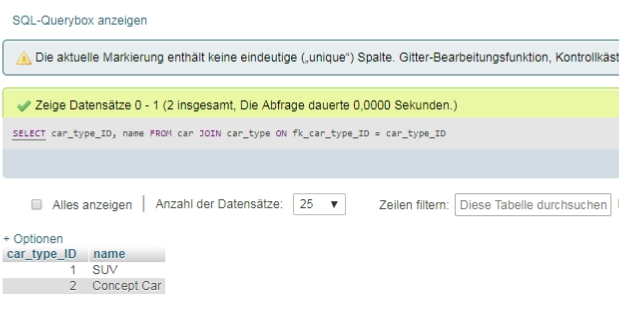 SQL-Querybox anzeigen
Die aktuelle Markierung enthält keine eindeutige („unique“) Spalte. Gitter-Bearbeitungsfunktion, Kontrollkäst
Zeige Datensätze 0 - 1 (2 insgesamt, Die Abfrage dauerte 0,0000 Sekunden.)
SELECT car_type_ID, name FROM car JOIN car_type ON fk_car_type_ID = car_type_ID
Alles anzeigen Anzahl der Datensätze: 25 Zeilen filtern: Diese Tabelle durchsuchen
+ Optionen
car_type_ID name
1 SUV
2 Concept Car